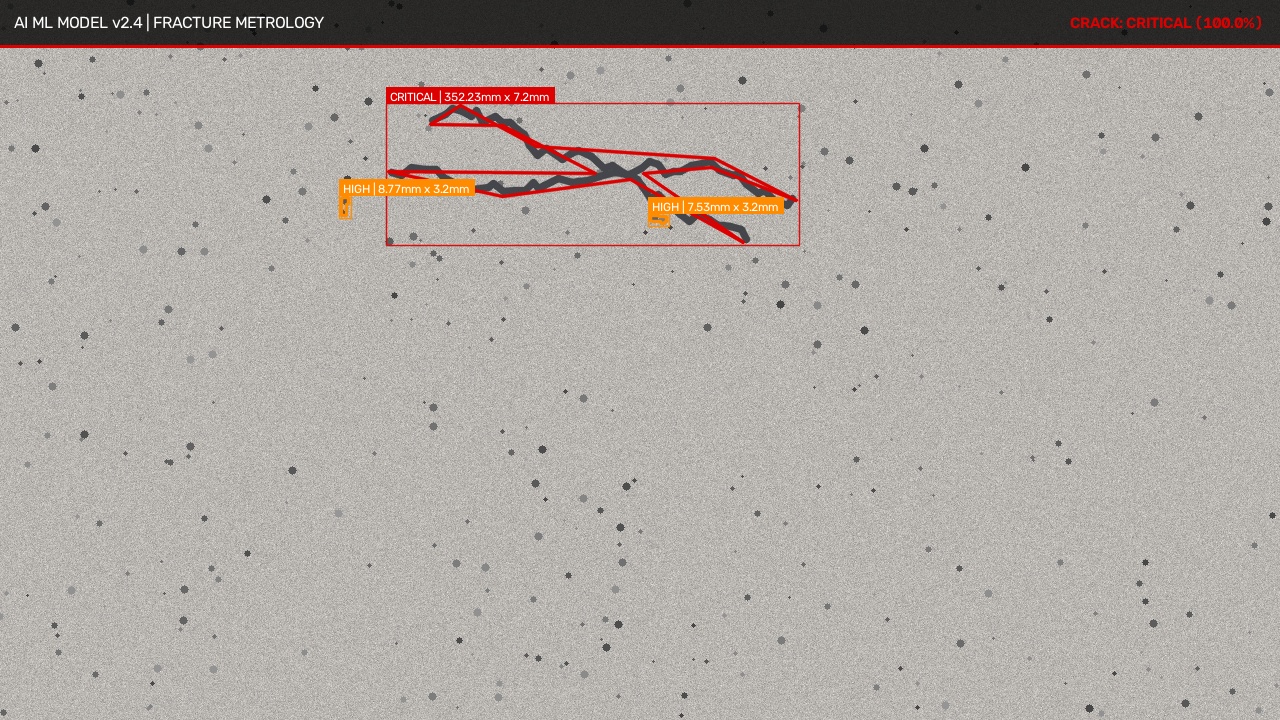 AI ML MODEL v2.4 | FRACTURE METROLOGY
CRACK: CRITICAL (100.0%)
CRITICAL | 352.23mm x 7.2mm
HIGH | 8.77mm x 3.2mm
HIGH | 7.53mm x 3.2mm